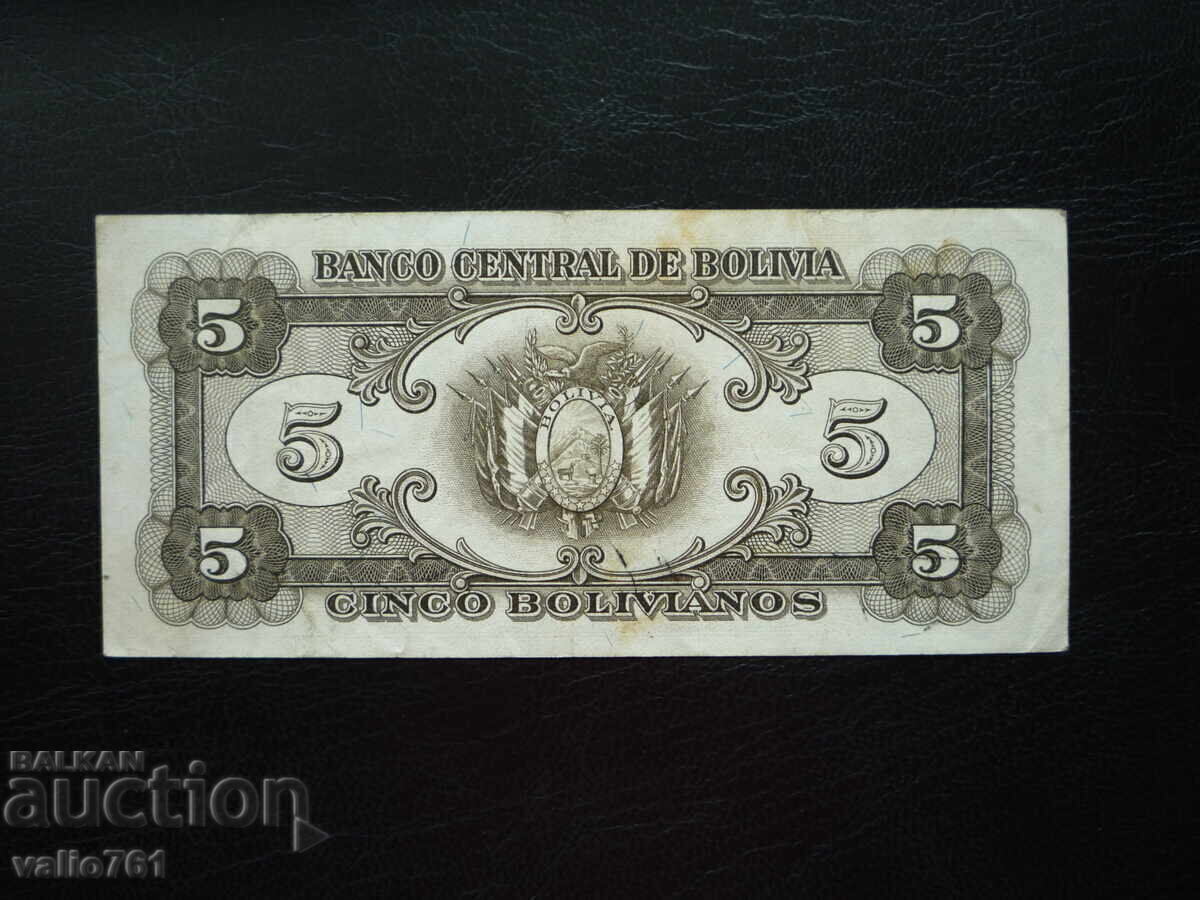 BANCO CENTRAL DE BOLIVIA
5 5
5 BOLIVIA 5
5 5
CINCO BOLIVIANOS
BALKAN
auction
valio761